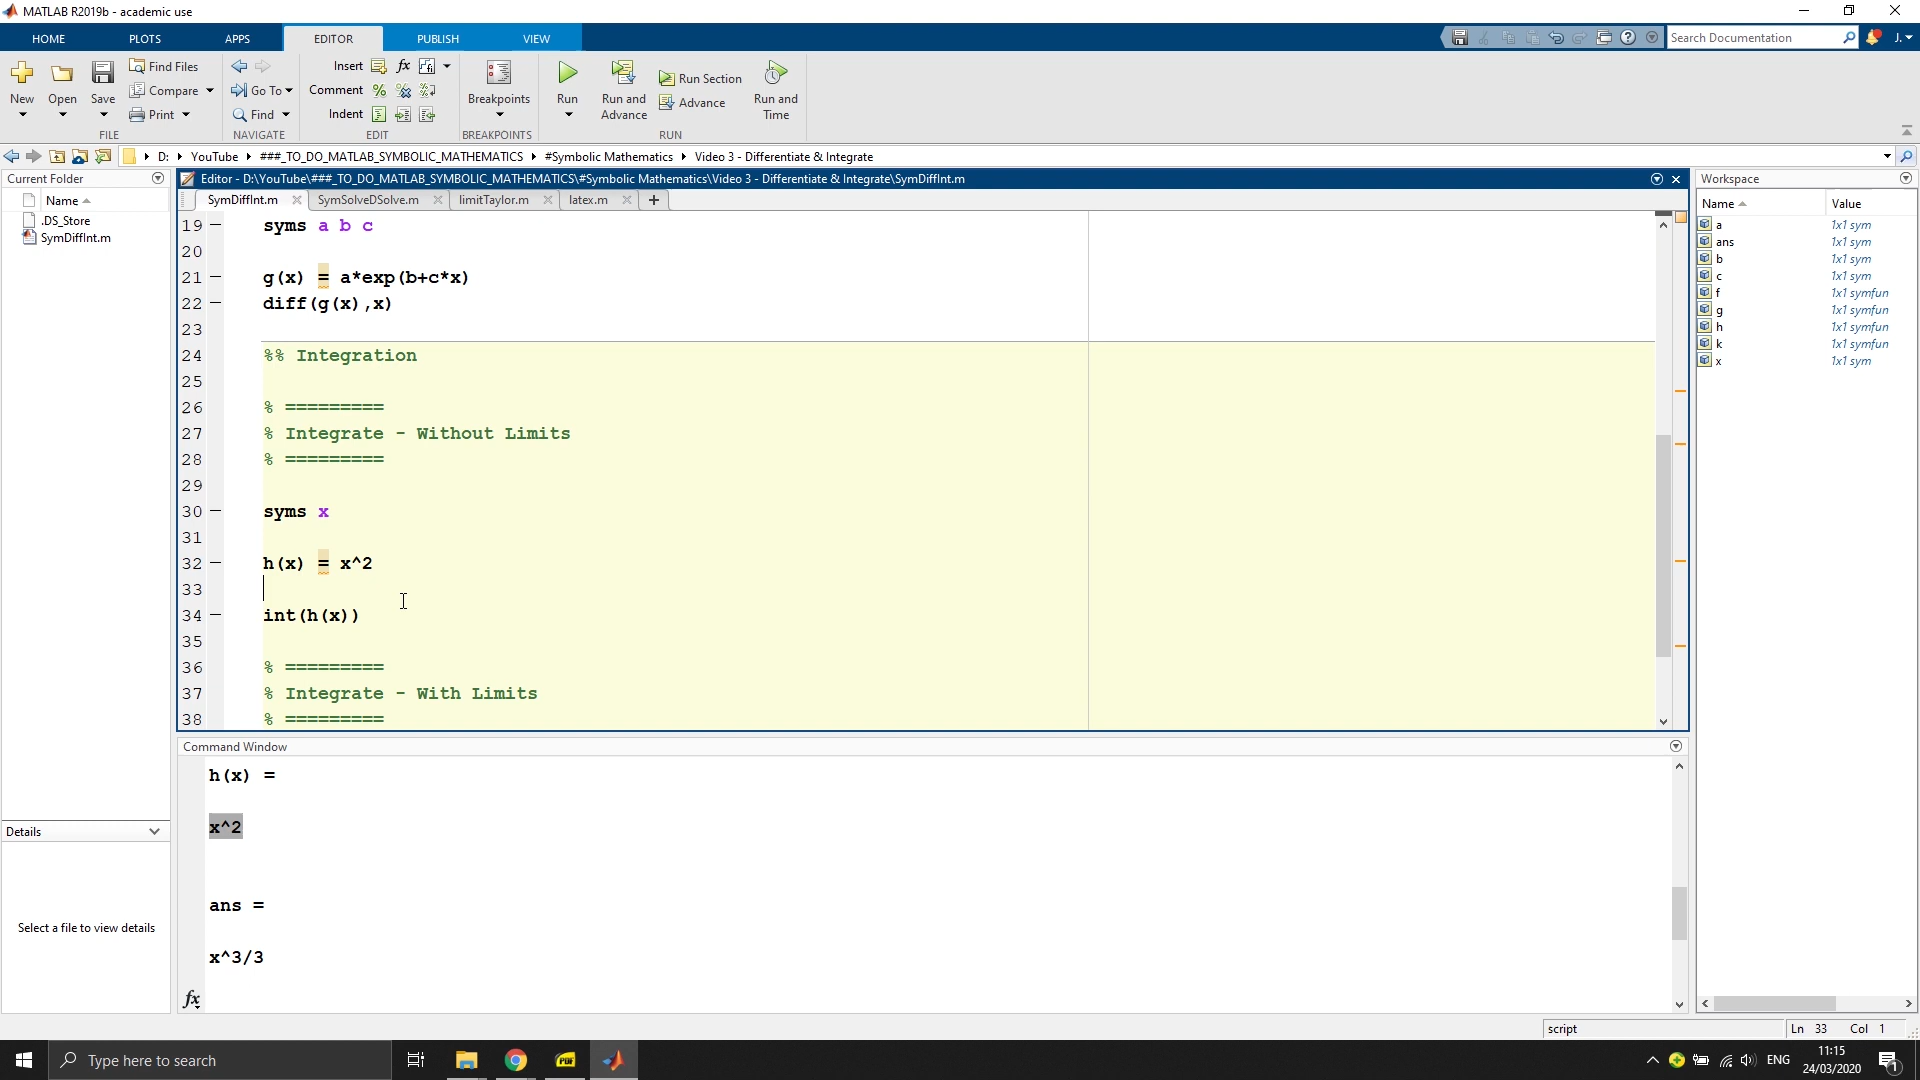 MATLAB R2019b - academic use
HOME PLOTS APPS EDITOR PUBLISH VIEW
Search Documentation
J.
New Open Save
Find Files
Compare
Print
FILE
Go To
Find
NAVIGATE
Insert fx
Comment % %
Indent
EDIT
Breakpoints
BREAKPOINTS
Run
Run and Advance
Run Section
Advance
Run and Time
RUN
D: YouTube ###_TO_DO_MATLAB_SYMBOLIC_MATHEMATICS #Symbolic Mathematics Video 3 - Differentiate & Integrate
Current Folder
Name
.DS_Store
SymDiffInt.m
Details
Select a file to view details
Editor - D:\YouTube\###_TO_DO_MATLAB_SYMBOLIC_MATHEMATICS\#Symbolic Mathematics\Video 3 - Differentiate & Integrate\SymDiffInt.m
SymDiffInt.m SymSolveDSolve.m limitTaylor.m latex.m +
19 syms a b c
20
21 g(x) = a*exp(b+c*x)
22 diff(g(x),x)
23
24 %% Integration
25
26 % =========
27 % Integrate - Without Limits
28 % =========
29
30 syms x
31
32 h(x) = x^2
33
34 int(h(x))
35
36 % =========
37 % Integrate - With Limits
38 % =========
Command Window
h(x) =
x^2
ans =
x^3/3
fx
Workspace
Name Value
a 1x1 sym
ans 1x1 sym
b 1x1 sym
c 1x1 sym
f 1x1 symfun
g 1x1 symfun
h 1x1 symfun
k 1x1 symfun
x 1x1 sym
script
Ln 33 Col 1
Type here to search
PDF
ENG
11:15
24/03/2020
1